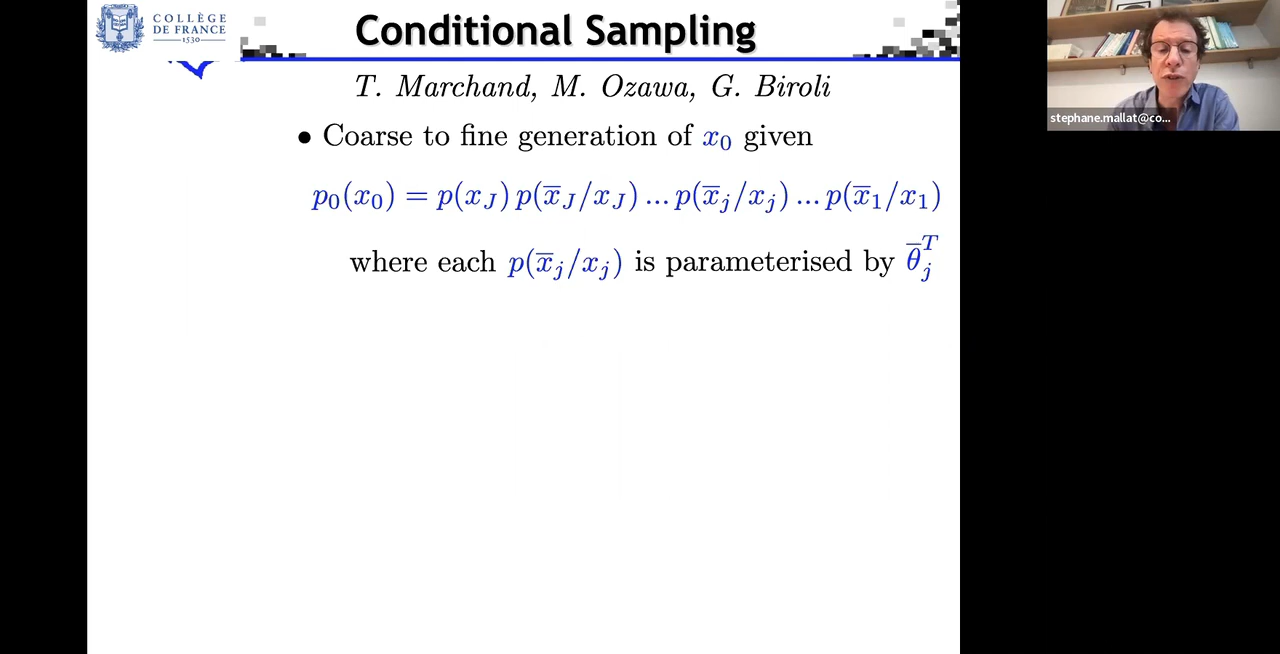 COLLÈGE
DE FRANCE
1530
Conditional Sampling
T. Marchand, M. Ozawa, G. Biroli
• Coarse to fine generation of x₀ given
p₀(x₀) = p(x_J) p(x̅_J/x_J) ... p(x̅_j/x_j) ... p(x̅₁/x₁)
where each p(x̅_j/x_j) is parameterised by θ̅_j^T
stephane.mallat@co...